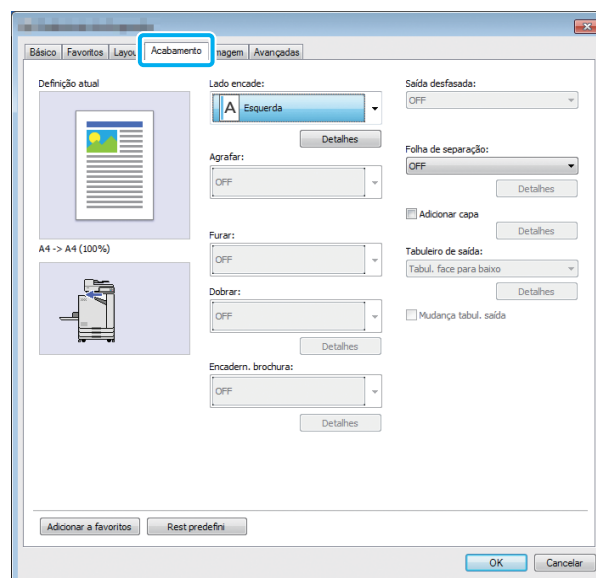 Básico Favoritos Layou Acabamento magem Avançadas
Definição atual
A4 -> A4 (100%)
Lado encade:
A Esquerda
Detalhes
Agrafar:
OFF
Furar:
OFF
Dobrar:
OFF
Detalhes
Encadern. brochura:
OFF
Detalhes
Saída desfasada:
OFF
Folha de separação:
OFF
Detalhes
Adicionar capa
Detalhes
Tabuleiro de saída:
Tabul. face para baixo
Detalhes
Mudança tabul. saída
Adicionar a favoritos Rest predefini
OK Cancelar